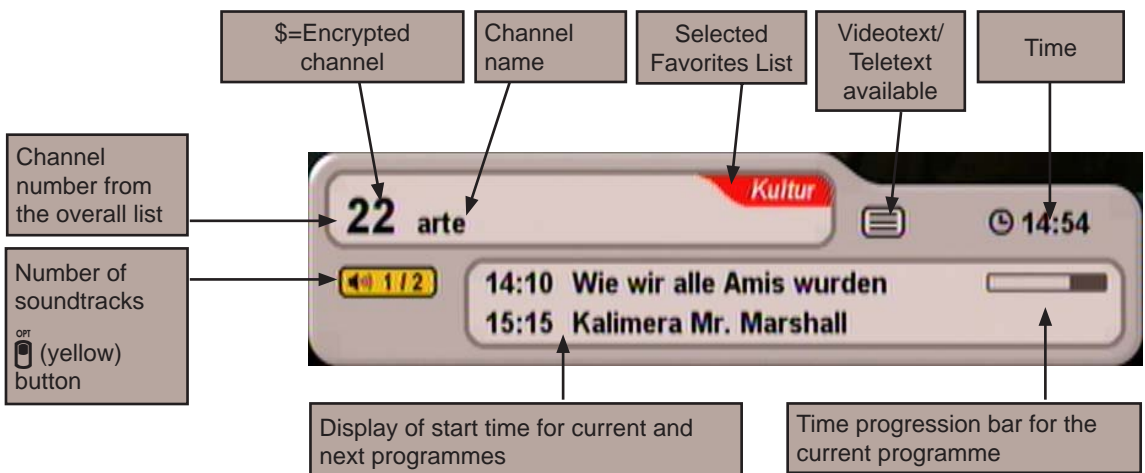 $=Encrypted
channel
Channel
name
Selected
Favorites List
Videotext/
Teletext
available
Time
Channel
number from
the overall list
Kultur
22 arte
14:54
Number of
soundtracks
OPT
(yellow)
button
1 / 2
14:10 Wie wir alle Amis wurden
15:15 Kalimera Mr. Marshall
Display of start time for current and
next programmes
Time progression bar for the
current programme